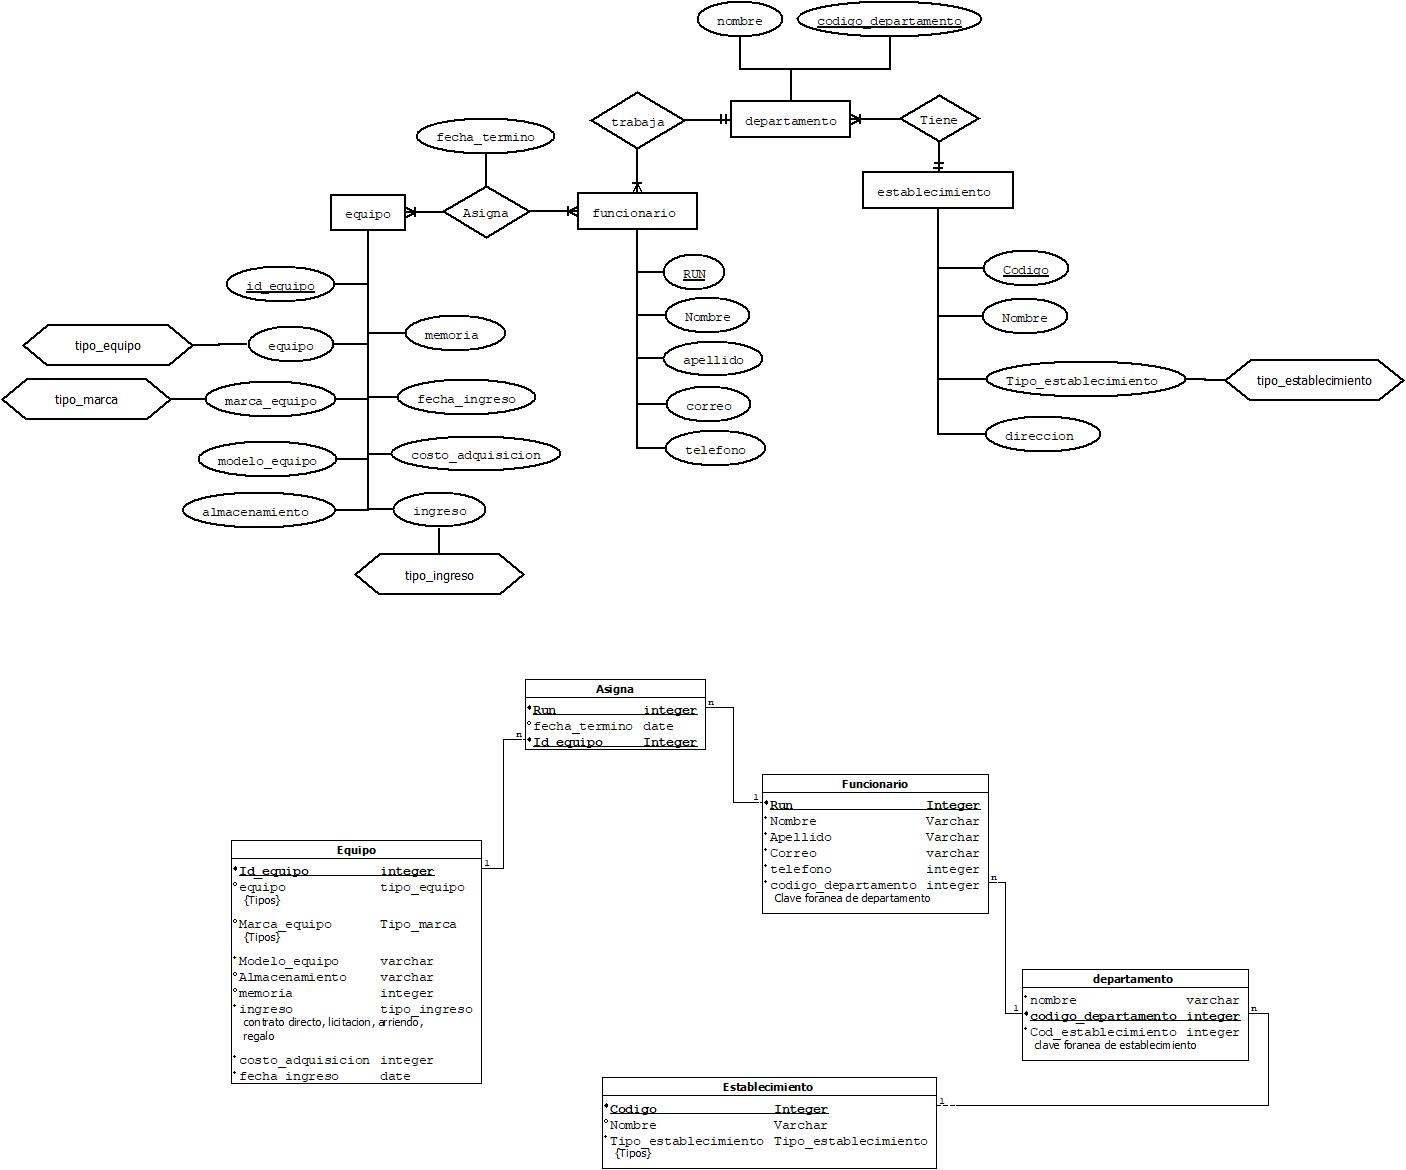 nombre
codigo_departamento
trabaja
departamento
Tiene
fecha_termino
establecimiento
equipo
Asigna
funcionario
id_equipo
RUN
Codigo
tipo_equipo
equipo
memoria
Nombre
Nombre
tipo_marca
marca_equipo
fecha_ingreso
apellido
Tipo_establecimiento
tipo_establecimiento
modelo_equipo
costo_adquisicion
correo
direccion
almacenamiento
ingreso
telefono
tipo_ingreso
Asigna
Run integer
fecha_termino date
Id_equipo Integer
n
n
1
1
Funcionario
Run Integer
Nombre Varchar
Apellido Varchar
Correo varchar
telefono integer
codigo_departamento integer
Clave foranea de departamento
n
1
Equipo
Id_equipo integer
equipo tipo_equipo
{Tipos}
Marca_equipo Tipo_marca
{Tipos}
Modelo_equipo varchar
Almacenamiento varchar
memoria integer
ingreso tipo_ingreso
contrato directo, licitacion, arriendo,
regalo
costo_adquisicion integer
fecha ingreso date
departamento
nombre varchar
codigo_departamento integer
Cod_establecimiento integer
clave foranea de establecimiento
n
1
Establecimiento
Codigo Integer
Nombre Varchar
Tipo_establecimiento Tipo_establecimiento
{Tipos}